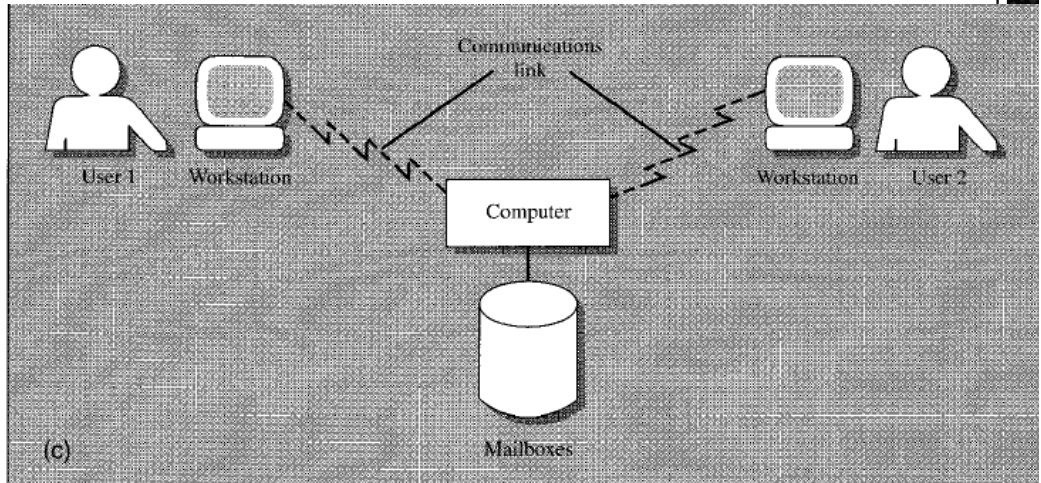 Communications
link
User 1
Workstation
Workstation
User 2
Computer
Mailboxes
(c)